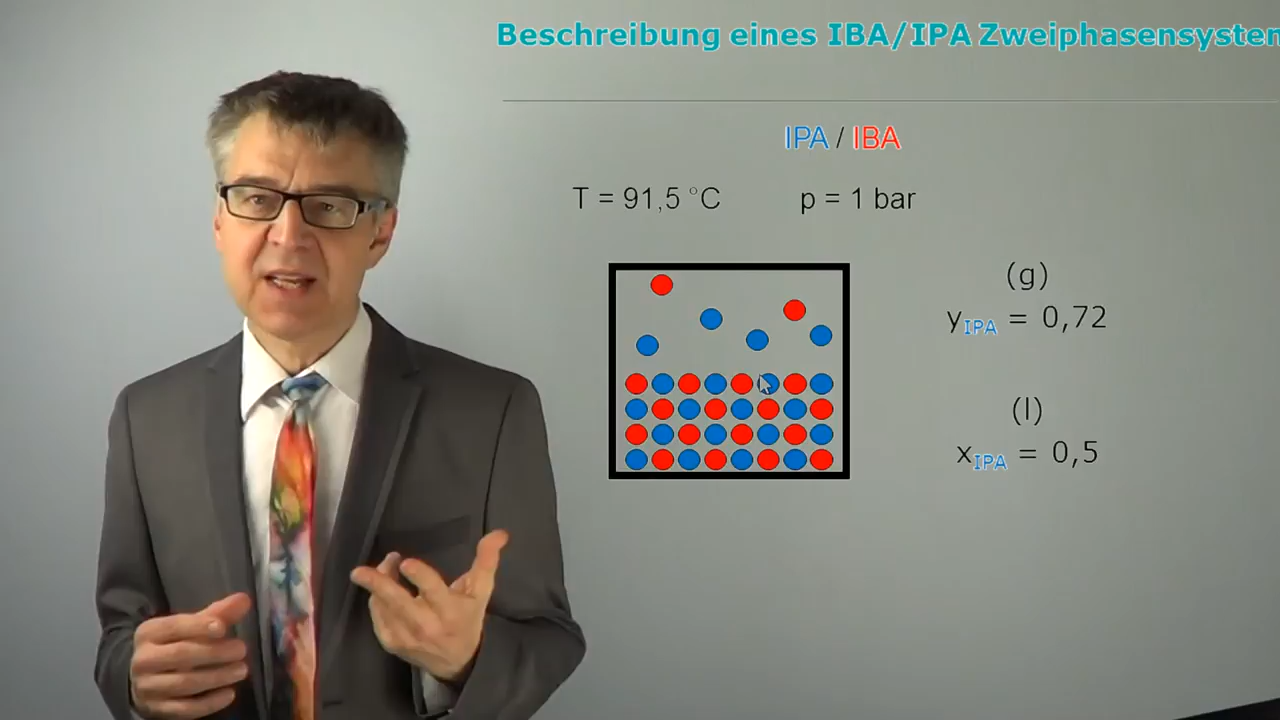 Beschreibung eines IBA/IPA Zweiphasensystem
IPA / IBA
T = 91,5 °C p = 1 bar
(g)
yIPA = 0,72
(l)
xIPA = 0,5